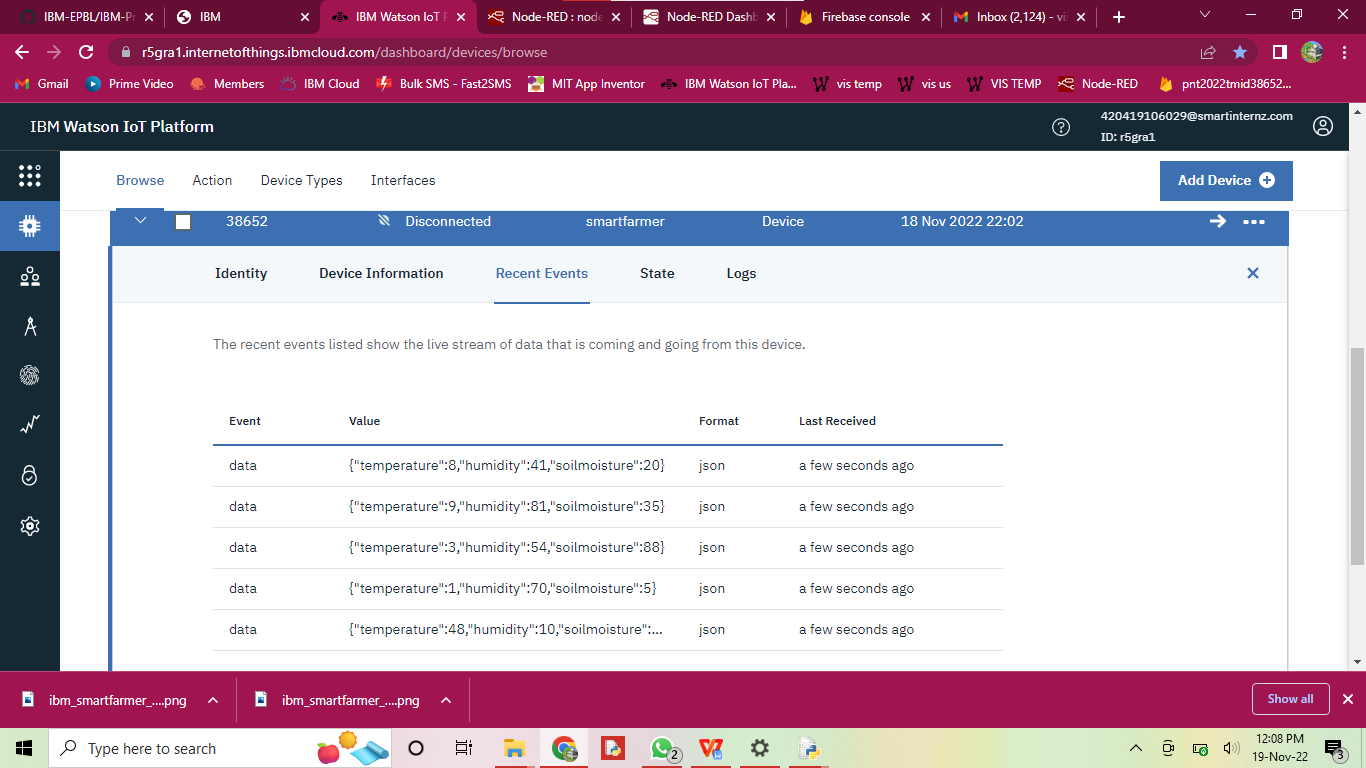 IBM-EPBL/IBM-Pr
IBM
IBM Watson IoT P
Node-RED : node
Node-RED Dash
Firebase console
Inbox (2,124) - vi
r5gra1.internetofthings.ibmcloud.com/dashboard/devices/browse
Gmail
Prime Video
Members
IBM Cloud
Bulk SMS - Fast2SMS
MIT App Inventor
IBM Watson IoT Pla...
vis temp
vis us
VIS TEMP
Node-RED
pnt2022tmid38652...
IBM Watson IoT Platform
420419106029@smartinternz.com
ID: r5gra1
Browse
Action
Device Types
Interfaces
Add Device
38652
Disconnected
smartfarmer
Device
18 Nov 2022 22:02
Identity
Device Information
Recent Events
State
Logs
The recent events listed show the live stream of data that is coming and going from this device.
Event Value Format Last Received
data {"temperature":8,"humidity":41,"soilmoisture":20} json a few seconds ago
data {"temperature":9,"humidity":81,"soilmoisture":35} json a few seconds ago
data {"temperature":3,"humidity":54,"soilmoisture":88} json a few seconds ago
data {"temperature":1,"humidity":70,"soilmoisture":5} json a few seconds ago
data {"temperature":48,"humidity":10,"soilmoisture":... json a few seconds ago
ibm_smartfarmer_....png
ibm_smartfarmer_....png
Show all
Type here to search
2
12:08 PM
19-Nov-22
3